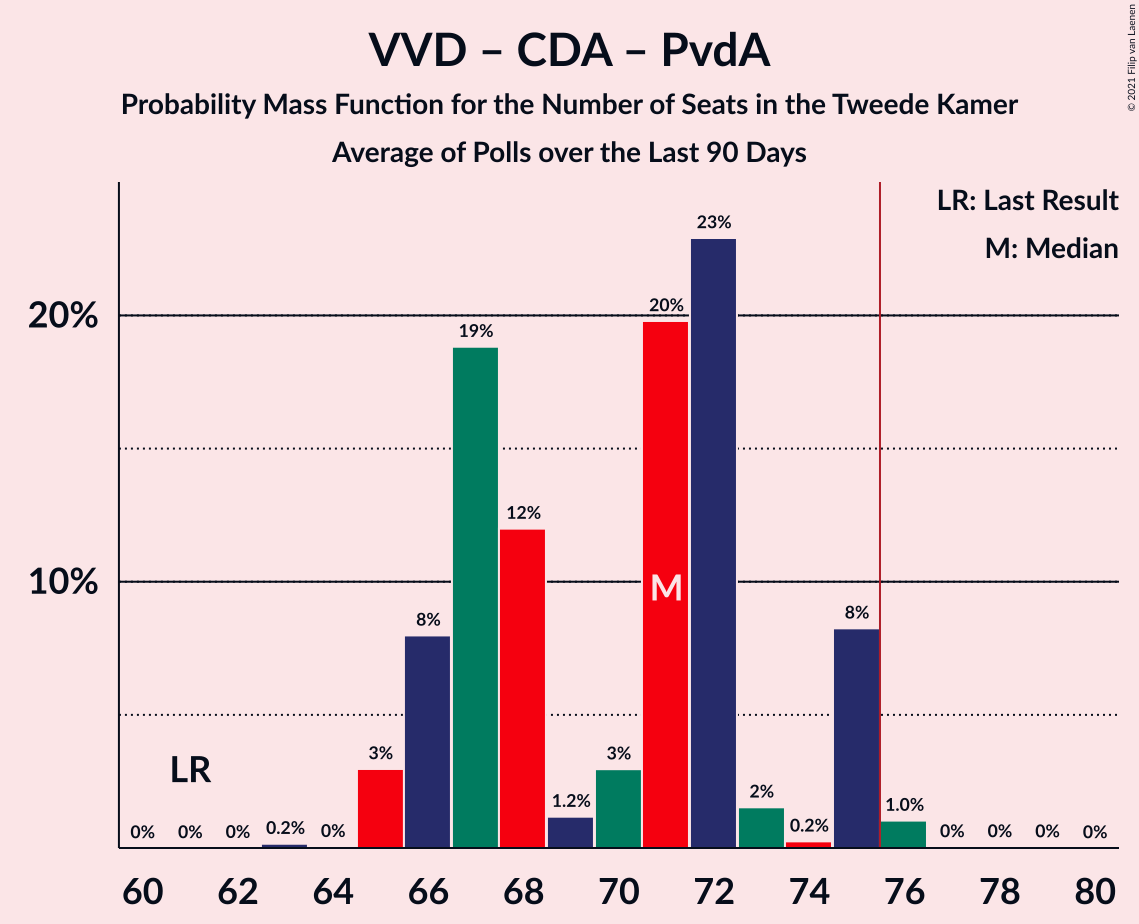 VVD – CDA – PvdA
Probability Mass Function for the Number of Seats in the Tweede Kamer
Average of Polls over the Last 90 Days
© 2021 Filip van Laenen
LR: Last Result
M: Median
20%
10%
0% 0% 0% 0.2% 0% 3% 8% 19% 12% 1.2% 3% 20% 23% 2% 0.2% 8% 1.0% 0% 0% 0% 0%
LR
M
60 62 64 66 68 70 72 74 76 78 80